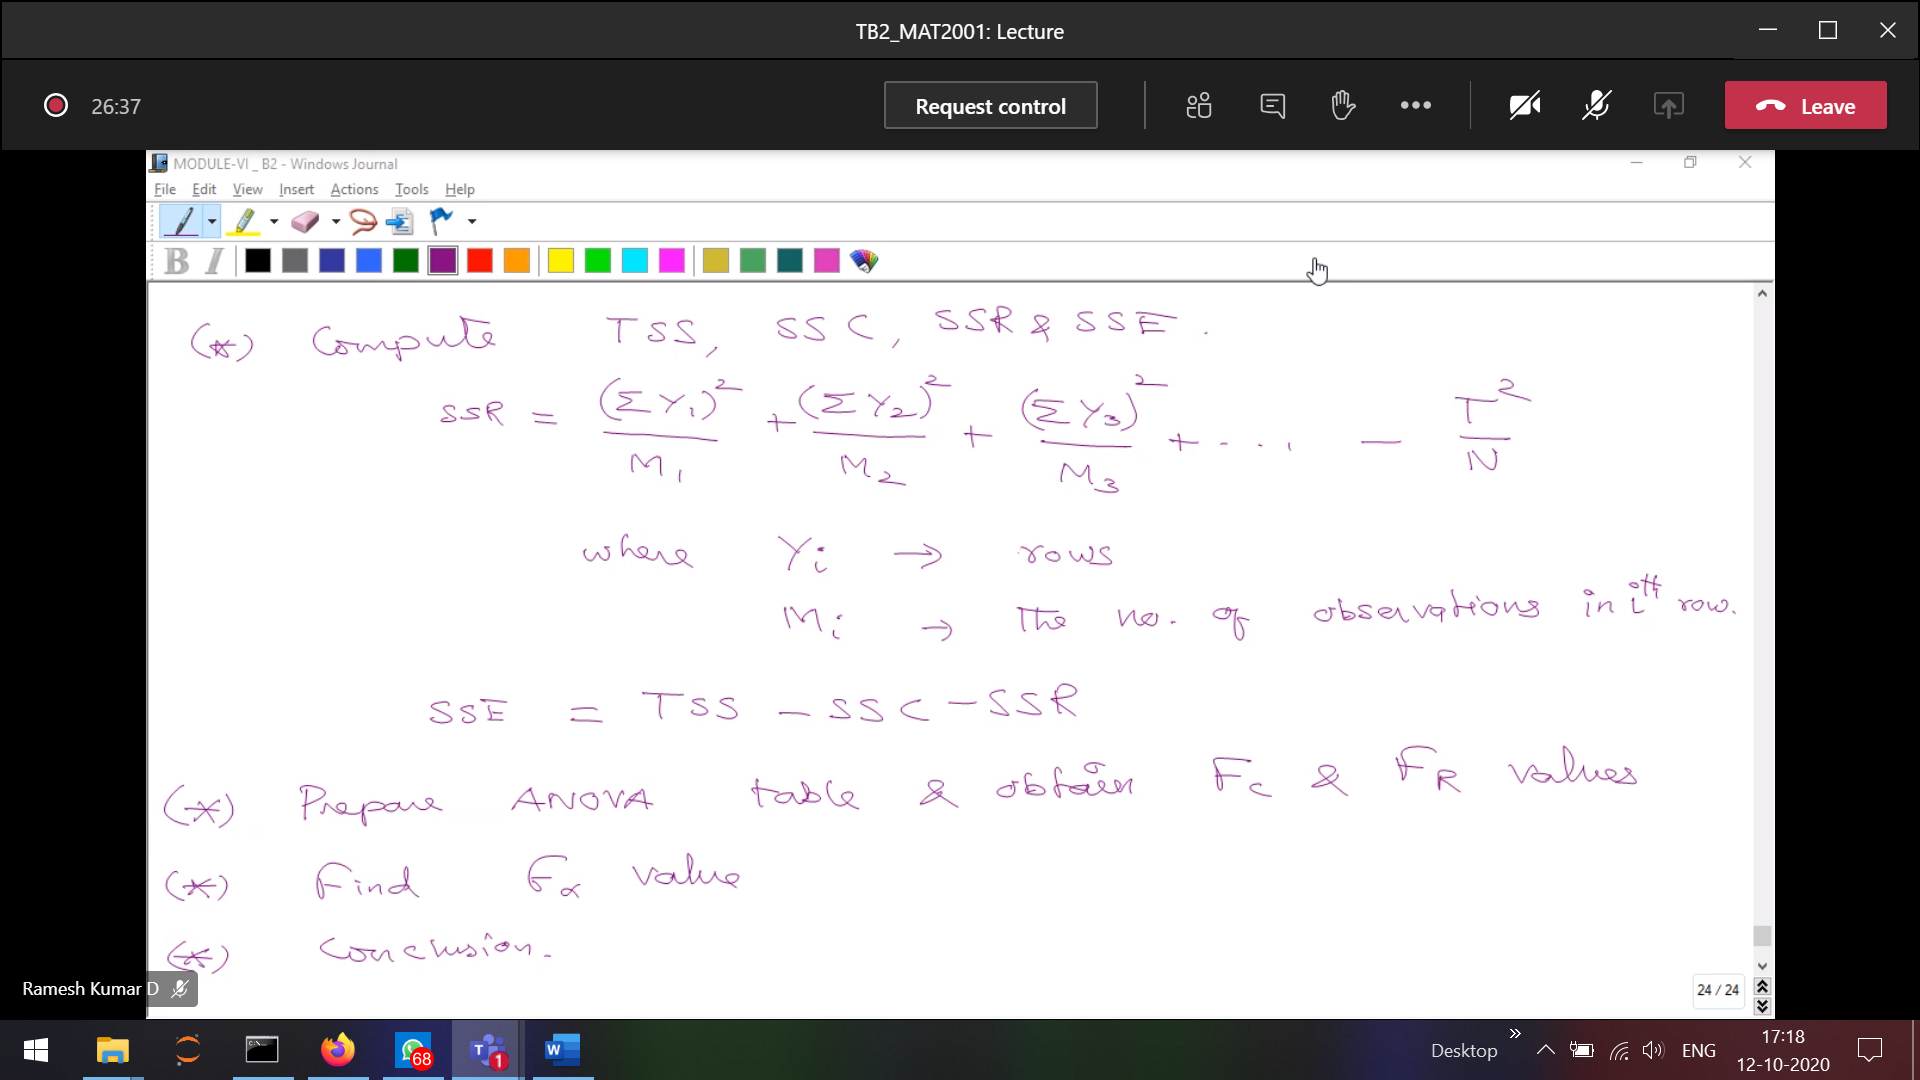 TB2_MAT2001: Lecture
26:37
Request control
Leave
MODULE-VI _ B2 - Windows Journal
File Edit View Insert Actions Tools Help
B I
(*) Compute TSS, SSC, SSR & SSE.
SSR = (ΣY₁)²/M₁ + (ΣY₂)²/M₂ + (ΣY₃)²/M₃ + ... − T²/N
where Yi → rows
Mi → The no. of observations in ith row.
SSE = TSS − SSC − SSR
(*) Prepare ANOVA table & obtain Fc & FR values
(*) Find Fα value
(*) Conclusion.
Ramesh Kumar D
24 / 24
68
1
Desktop
ENG
17:18
12-10-2020